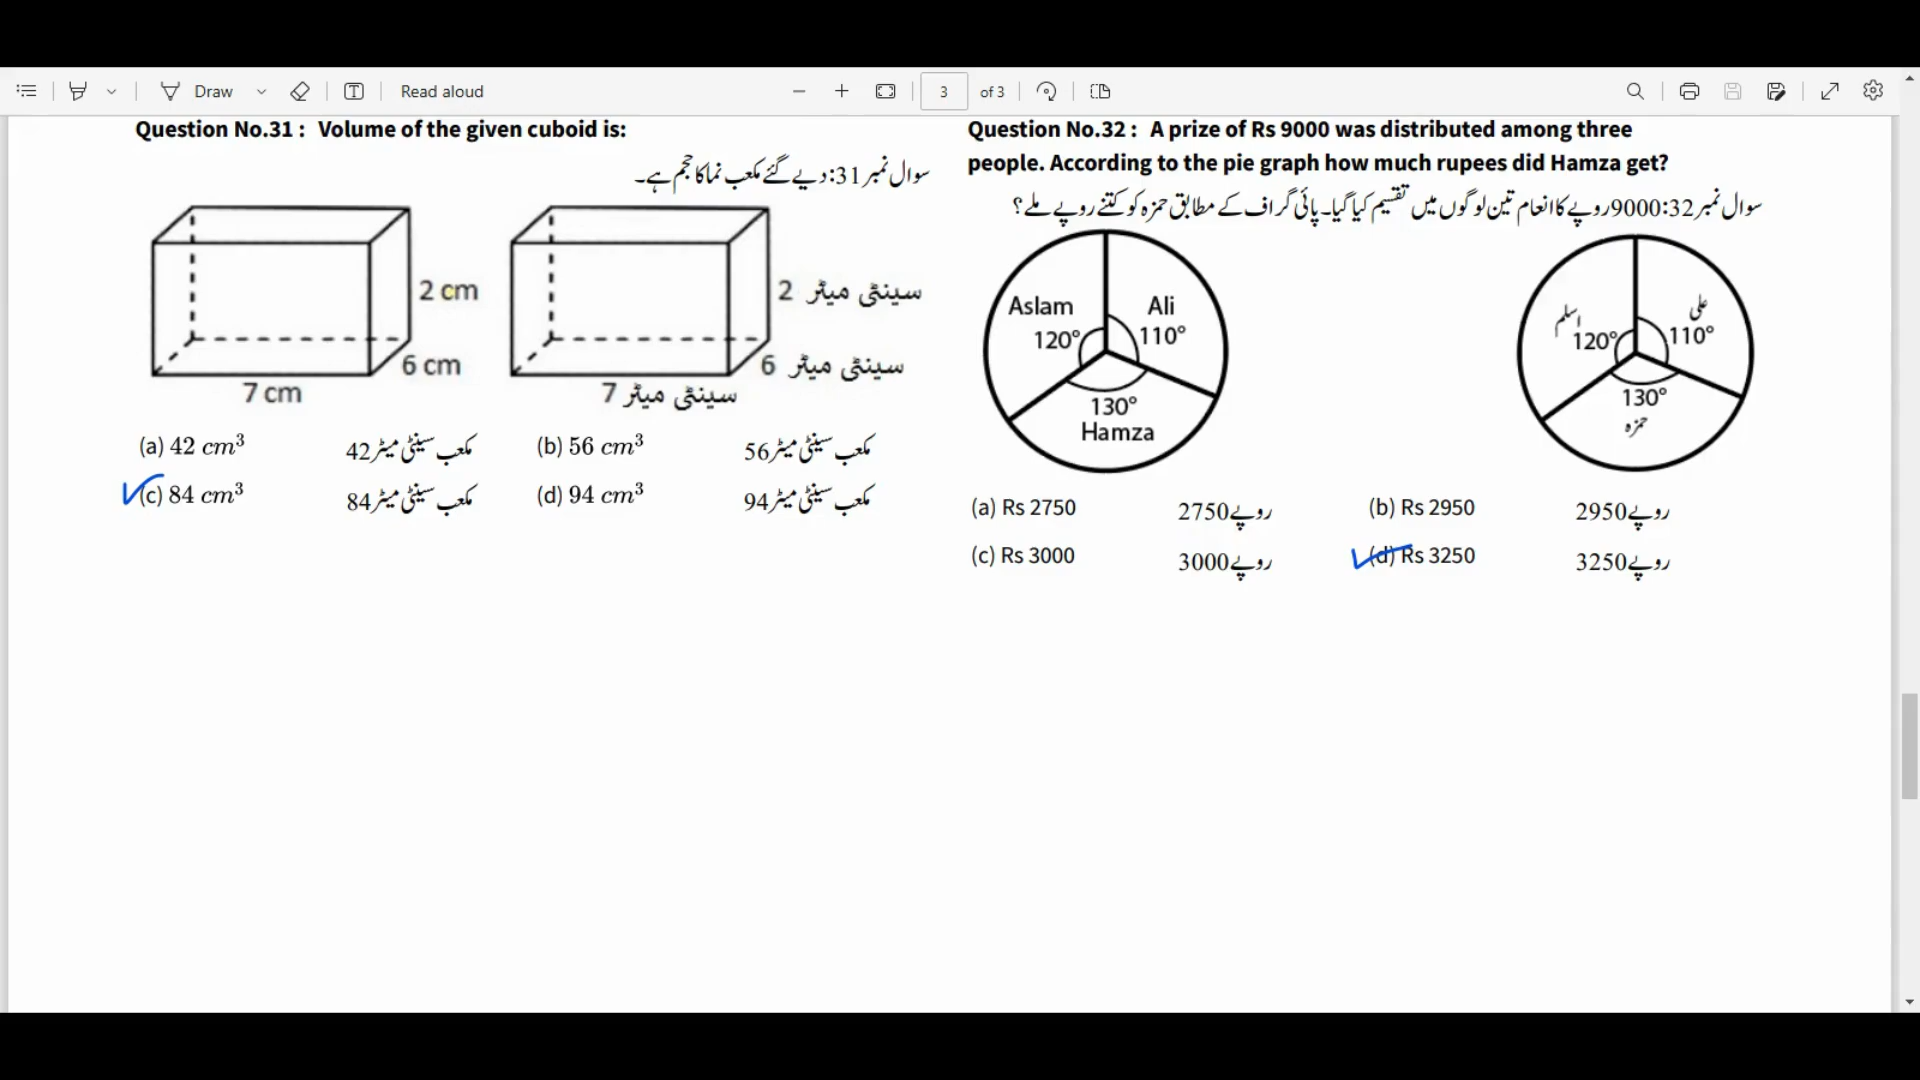 Draw
Read aloud
3 of 3
Question No.31 : Volume of the given cuboid is:
سوال نمبر31: دیے گئے مکعب نما کا حجم ہے۔
2 cm
6 cm
7 cm
2 سینٹی میٹر
6 سینٹی میٹر
7 سینٹی میٹر
(a) 42 cm³ 42 مکعب سینٹی میٹر (b) 56 cm³ 56 مکعب سینٹی میٹر
(c) 84 cm³ 84 مکعب سینٹی میٹر (d) 94 cm³ 94 مکعب سینٹی میٹر
Question No.32 : A prize of Rs 9000 was distributed among three
people. According to the pie graph how much rupees did Hamza get?
سوال نمبر32: 9000 روپے کا انعام تین لوگوں میں تقسیم کیا گیا۔ پائی گراف کے مطابق حمزہ کو کتنے روپے ملے؟
Aslam
120°
Ali
110°
130°
Hamza
اسلم
120°
علی
110°
130°
حمزہ
(a) Rs 2750 2750 روپے (b) Rs 2950 2950 روپے
(c) Rs 3000 3000 روپے (d) Rs 3250 3250 روپے